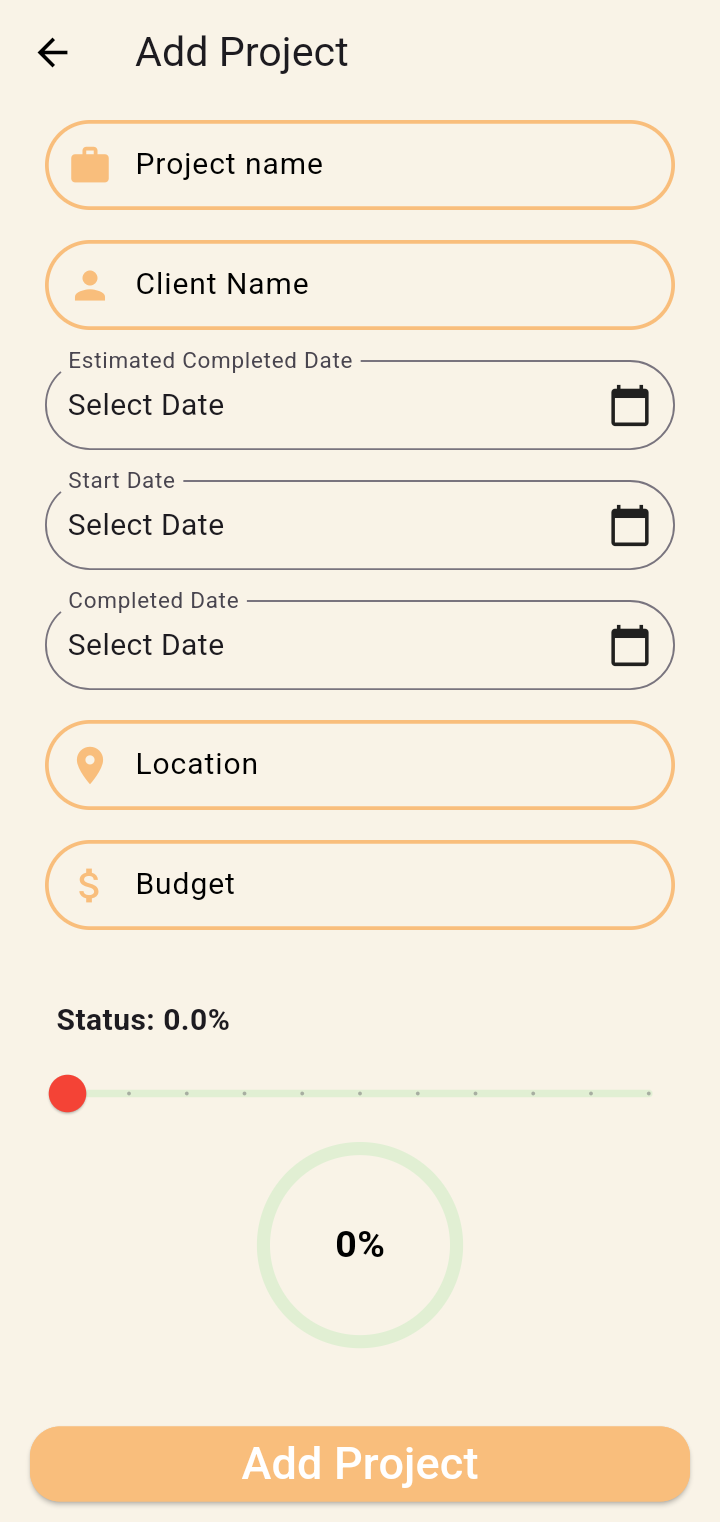 Add Project
Project name
Client Name
Estimated Completed Date
Select Date
Start Date
Select Date
Completed Date
Select Date
Location
Budget
Status: 0.0%
0%
Add Project